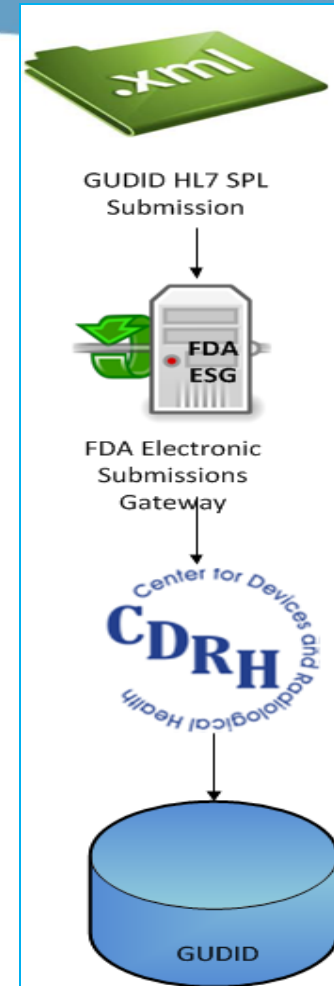 .xml
GUDID HL7 SPL
Submission
FDA
ESG
FDA Electronic
Submissions
Gateway
Center for Devices and Radiological Health
CDRH
GUDID